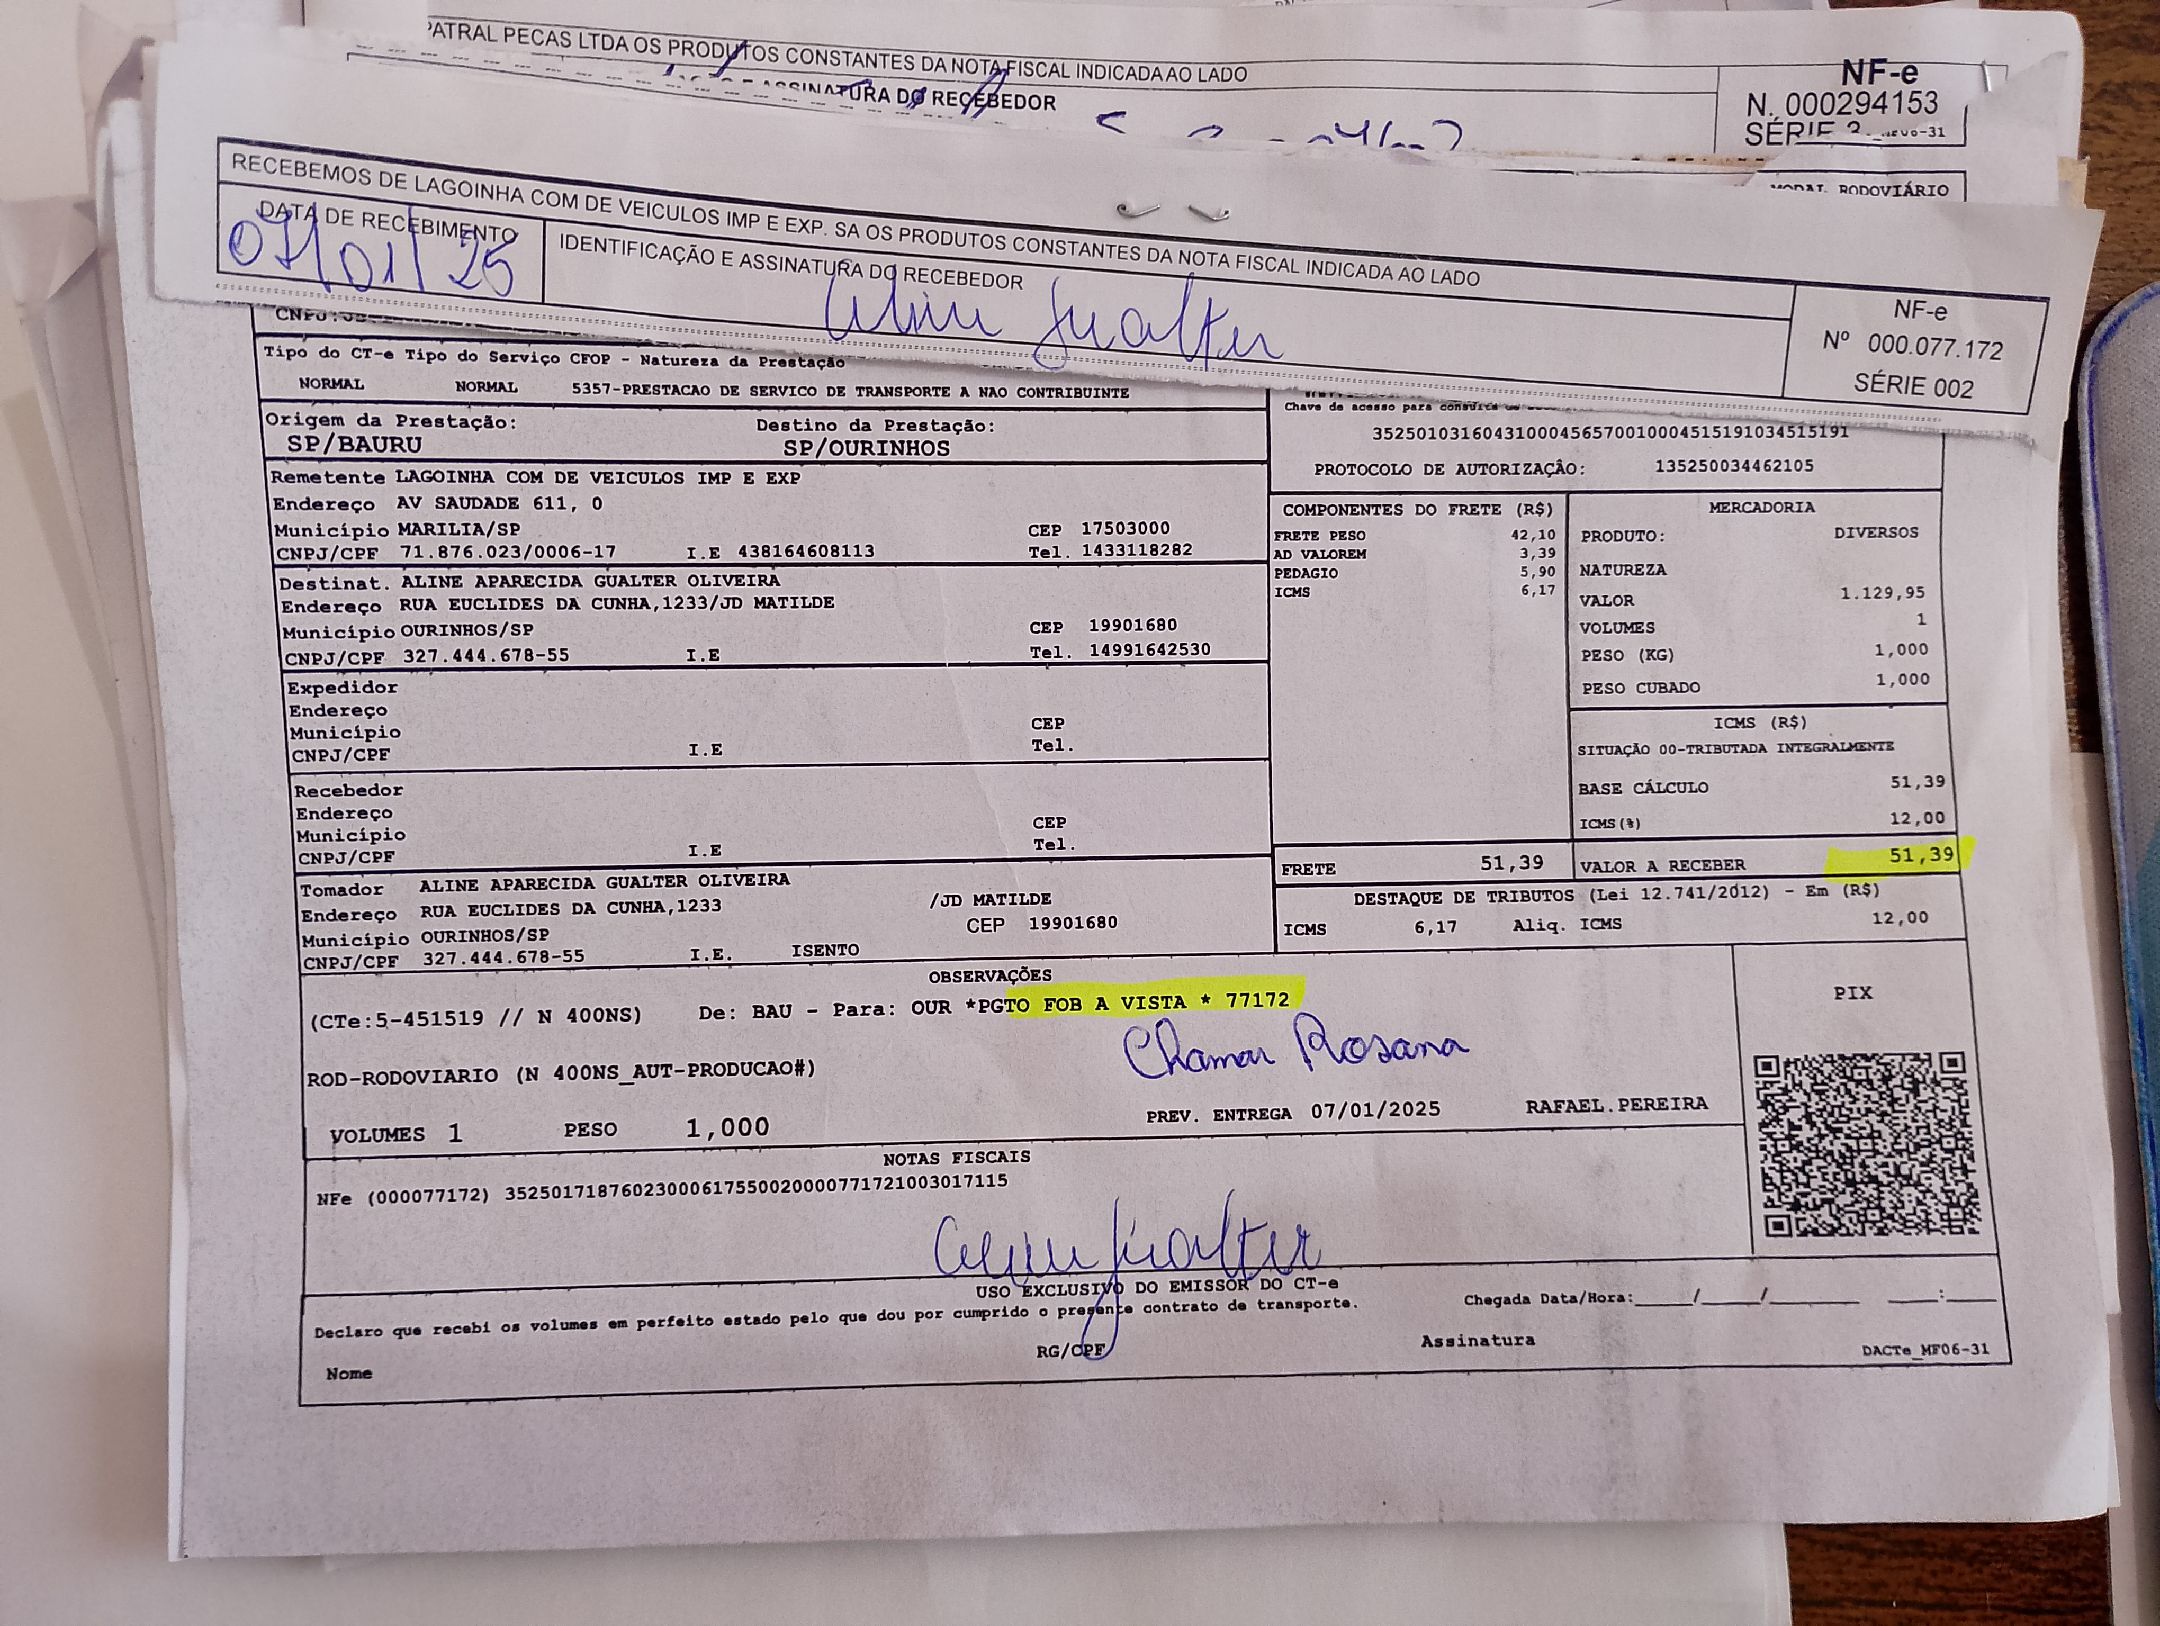 PATRAL PECAS LTDA OS PRODUTOS CONSTANTES DA NOTA FISCAL INDICADA AO LADO
ASSINATURA DO RECEBEDOR
NF-e
N. 000294153
SÉRIE
MODAL RODOVIÁRIO
RECEBEMOS DE LAGOINHA COM DE VEICULOS IMP E EXP. SA OS PRODUTOS CONSTANTES DA NOTA FISCAL INDICADA AO LADO
DATA DE RECEBIMENTO
07/01/25
IDENTIFICAÇÃO E ASSINATURA DO RECEBEDOR
Aline Gualter
NF-e
Nº 000.077.172
SÉRIE 002
Tipo do CT-e Tipo do Serviço CFOP - Natureza da Prestação
NORMAL NORMAL 5357-PRESTACAO DE SERVICO DE TRANSPORTE A NAO CONTRIBUINTE
Origem da Prestação: Destino da Prestação:
SP/BAURU SP/OURINHOS
Chave de acesso para consulta
35250103160431000456570010004515191034515191
PROTOCOLO DE AUTORIZAÇÃO: 135250034462105
Remetente LAGOINHA COM DE VEICULOS IMP E EXP
Endereço AV SAUDADE 611, 0
Município MARILIA/SP CEP 17503000
CNPJ/CPF 71.876.023/0006-17 I.E 438164608113 Tel. 1433118282
Destinat. ALINE APARECIDA GUALTER OLIVEIRA
Endereço RUA EUCLIDES DA CUNHA,1233/JD MATILDE
Município OURINHOS/SP CEP 19901680
CNPJ/CPF 327.444.678-55 I.E Tel. 14991642530
Expedidor
Endereço
Município CEP
CNPJ/CPF I.E Tel.
Recebedor
Endereço
Município CEP
CNPJ/CPF I.E Tel.
Tomador ALINE APARECIDA GUALTER OLIVEIRA
Endereço RUA EUCLIDES DA CUNHA,1233 /JD MATILDE
Município OURINHOS/SP CEP 19901680
CNPJ/CPF 327.444.678-55 I.E. ISENTO
COMPONENTES DO FRETE (R$)
FRETE PESO 42,10
AD VALOREM 3,39
PEDAGIO 5,90
ICMS 6,17
MERCADORIA
PRODUTO: DIVERSOS
NATUREZA
VALOR 1.129,95
VOLUMES 1
PESO (KG) 1,000
PESO CUBADO 1,000
ICMS (R$)
SITUAÇÃO 00-TRIBUTADA INTEGRALMENTE
BASE CÁLCULO 51,39
ICMS(%) 12,00
FRETE 51,39 VALOR A RECEBER 51,39
DESTAQUE DE TRIBUTOS (Lei 12.741/2012) - Em (R$)
ICMS 6,17 Aliq. ICMS 12,00
OBSERVAÇÕES
(CTe:5-451519 // N 400NS) De: BAU - Para: OUR *PGTO FOB A VISTA * 77172
Chamar Rosana
ROD-RODOVIARIO (N 400NS_AUT-PRODUCAO#)
VOLUMES 1 PESO 1,000 PREV. ENTREGA 07/01/2025 RAFAEL.PEREIRA
PIX
NOTAS FISCAIS
NFe (000077172) 35250171876023000617550020000771721003017115
Aline Gualter
USO EXCLUSIVO DO EMISSOR DO CT-e
Declaro que recebi os volumes em perfeito estado pelo que dou por cumprido o presente contrato de transporte.
Chegada Data/Hora:____/____/______ ___:____
Nome RG/CPF Assinatura
DACTe_MF06-31